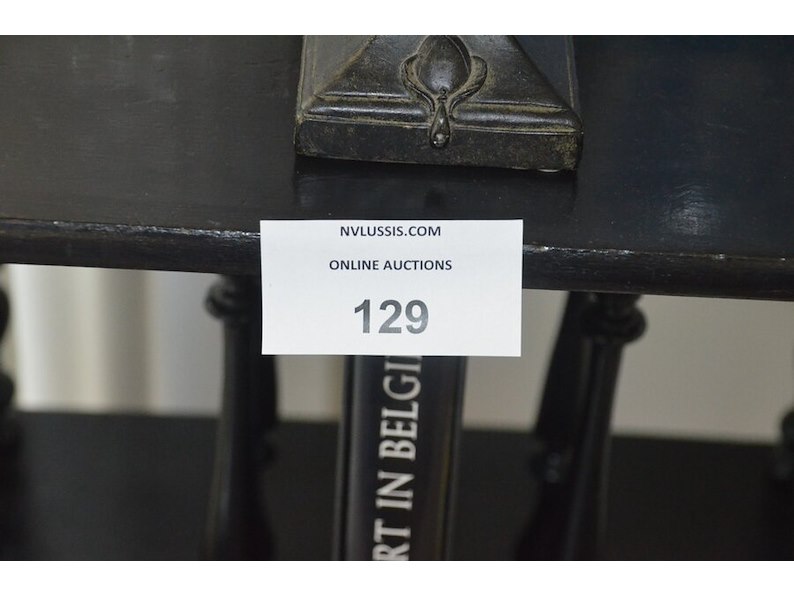 NVLUSSIS.COM
ONLINE AUCTIONS
129
RT IN BELGI